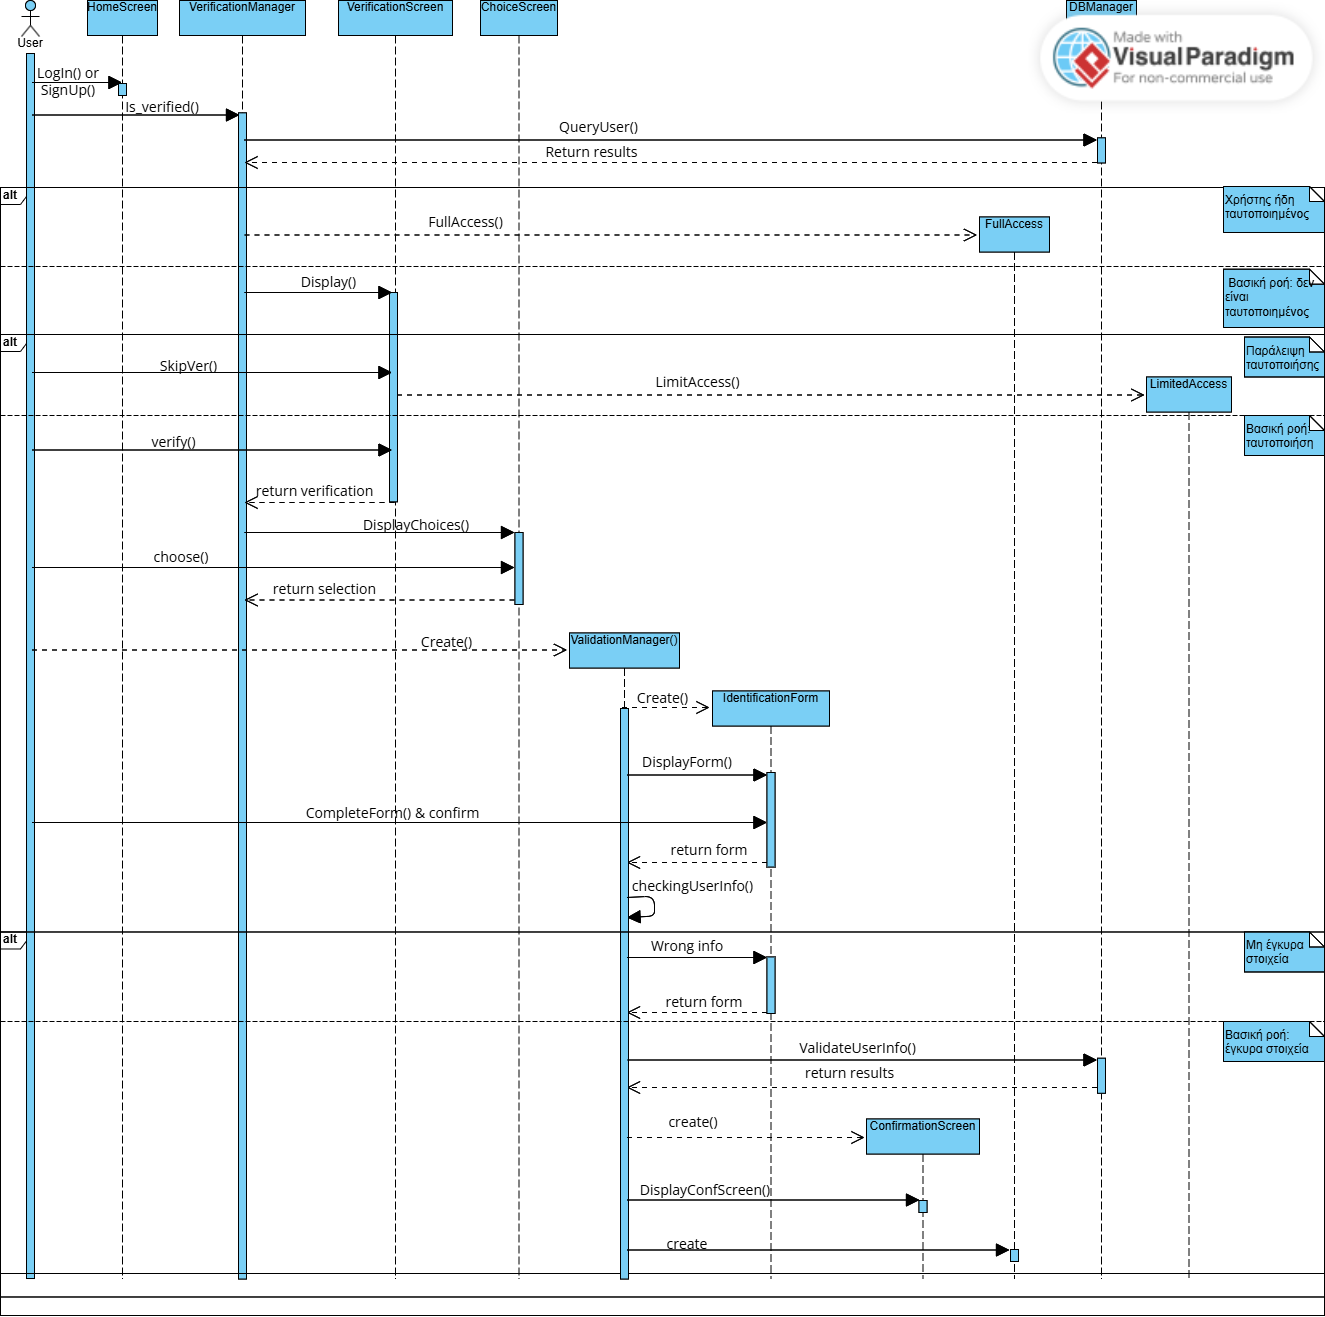 HomeScreen
VerificationManager
VerificationScreen
ChoiceScreen
DBManager
Made with
Visual Paradigm
For non-commercial use
User
LogIn() or
SignUp()
Is_verified()
QueryUser()
Return results
alt
Χρήστης ήδη
ταυτοποιημένος
FullAccess()
FullAccess
Display()
Βασική ροή: δεν
είναι
ταυτοποιημένος
alt
Παράλειψη
ταυτοποιήσης
SkipVer()
LimitAccess()
LimitedAccess
Βασική ροή:
ταυτοποιήση
verify()
return verification
DisplayChoices()
choose()
return selection
Create()
ValidationManager()
Create()
IdentificationForm
DisplayForm()
CompleteForm() & confirm
return form
checkingUserInfo()
alt
Μη έγκυρα
στοιχεία
Wrong info
return form
Βασική ροή:
έγκυρα στοιχεία
ValidateUserInfo()
return results
create()
ConfirmationScreen
DisplayConfScreen()
create